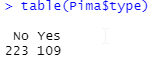 > table(Pima$type)
No Yes
223 109